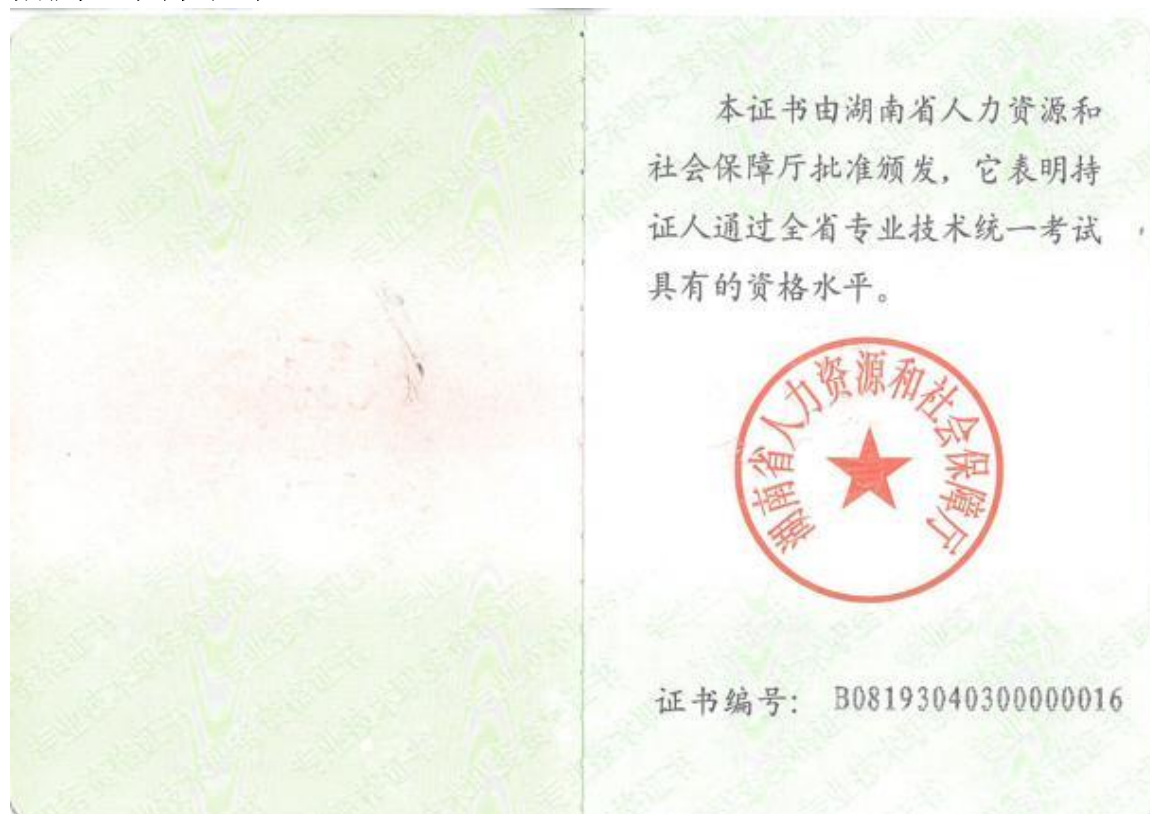 本证书由湖南省人力资源和
社会保障厅批准颁发，它表明持
证人通过全省专业技术统一考试
具有的资格水平。
湖南省人力资源和社会保障厅
证书编号： B08193040300000016